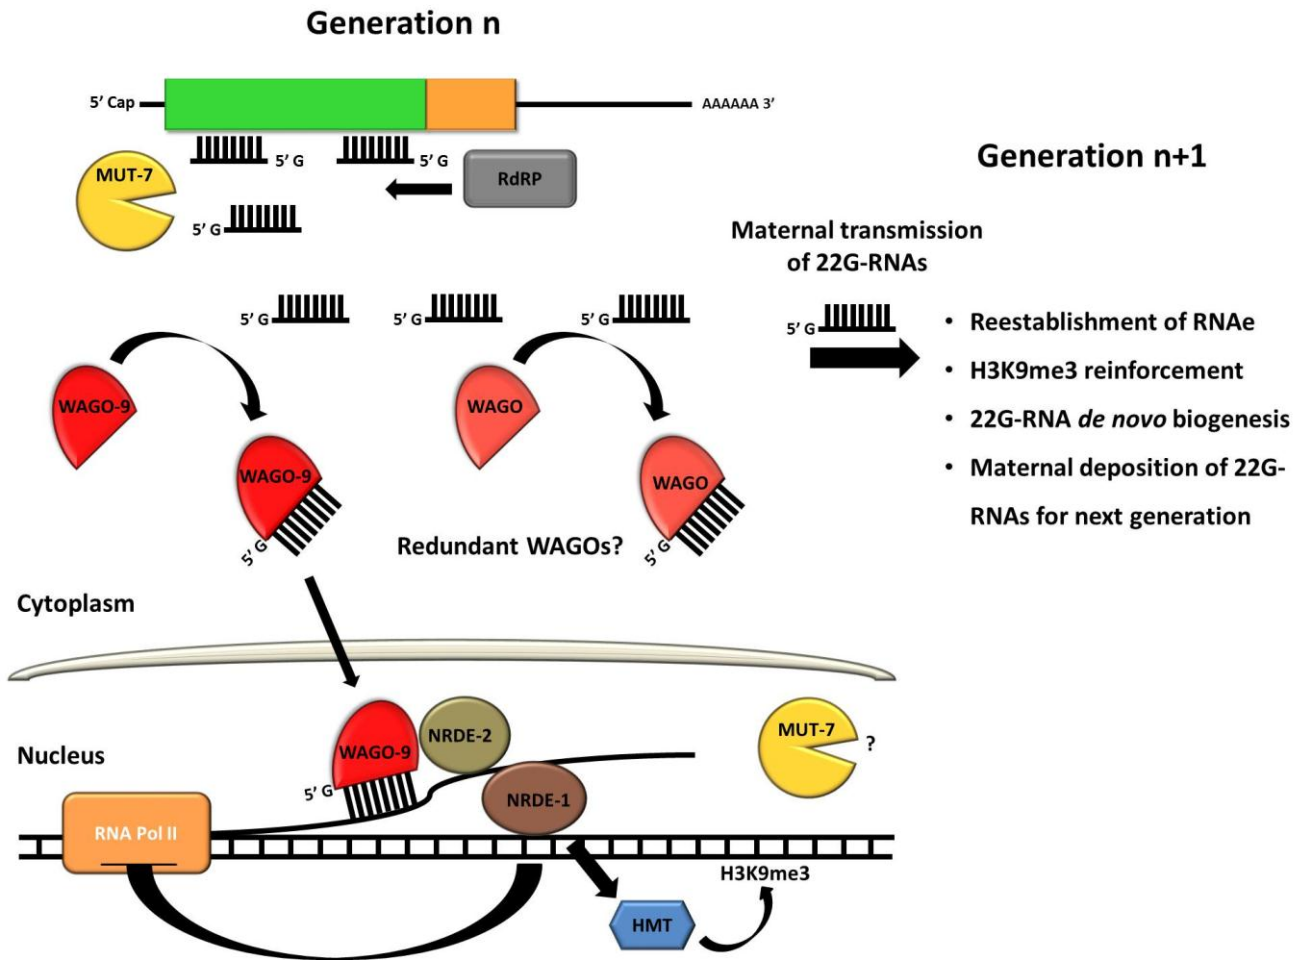 Generation n
5’ Cap
AAAAAA 3’
5’ G
5’ G
MUT-7
RdRP
5’ G
5’ G
5’ G
5’ G
WAGO-9
WAGO-9
5’ G
WAGO
WAGO
5’ G
Redundant WAGOs?
Generation n+1
Maternal transmission
of 22G-RNAs
5’ G
• Reestablishment of RNAe
• H3K9me3 reinforcement
• 22G-RNA de novo biogenesis
• Maternal deposition of 22G-
RNAs for next generation
Cytoplasm
Nucleus
WAGO-9
5’ G
NRDE-2
NRDE-1
MUT-7
?
RNA Pol II
H3K9me3
HMT